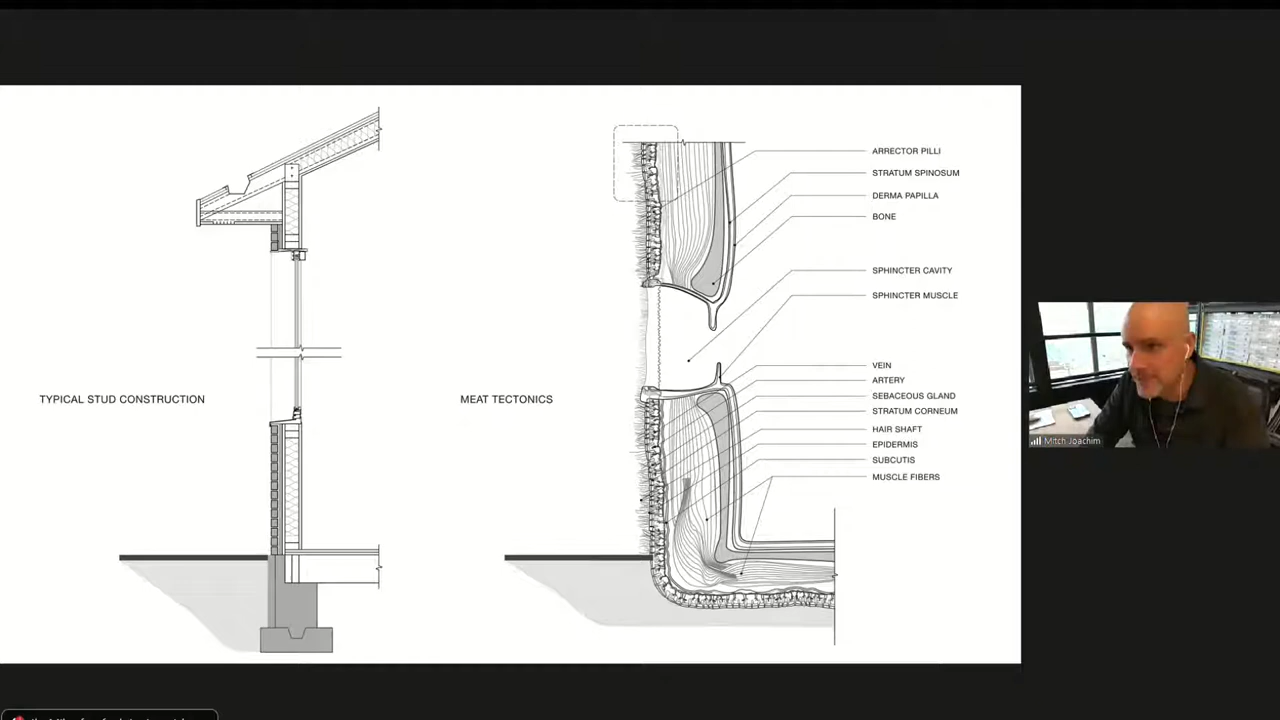 ARRECTOR PILLI
STRATUM SPINOSUM
DERMA PAPILLA
BONE
SPHINCTER CAVITY
SPHINCTER MUSCLE
VEIN
ARTERY
SEBACEOUS GLAND
STRATUM CORNEUM
HAIR SHAFT
EPIDERMIS
SUBCUTIS
MUSCLE FIBERS
TYPICAL STUD CONSTRUCTION
MEAT TECTONICS
Mitch Joachim